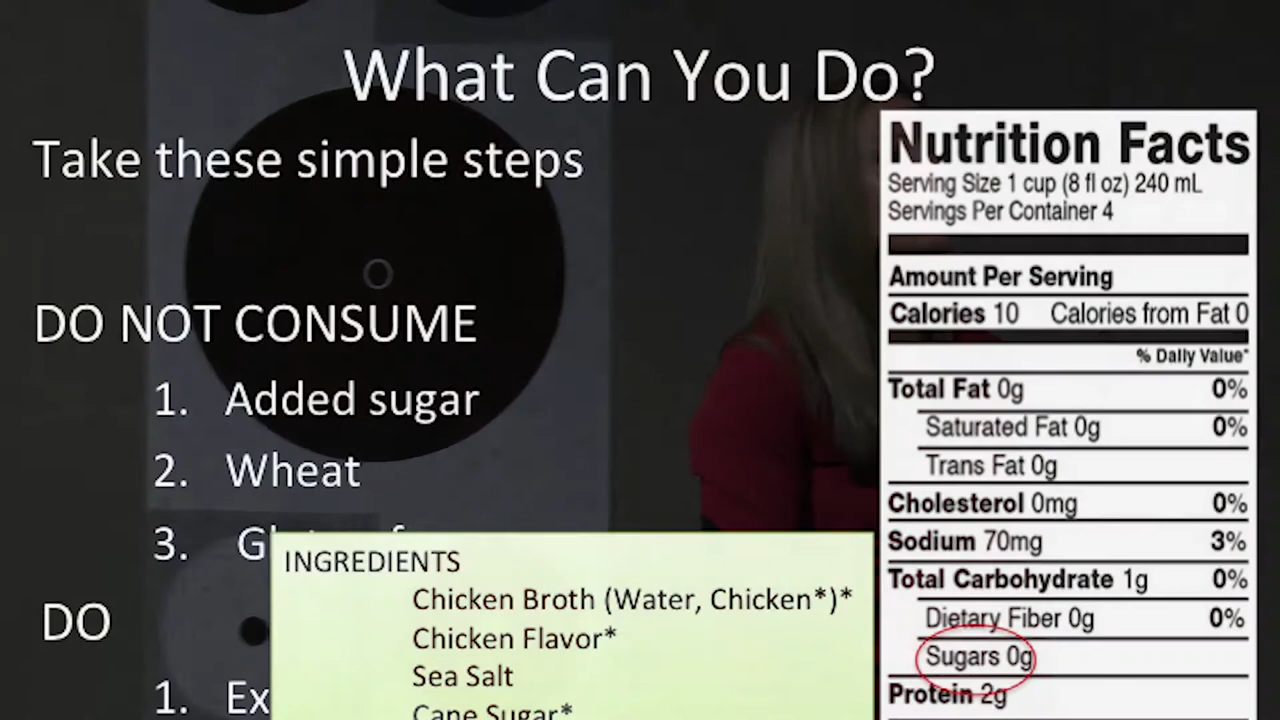 What Can You Do?
Take these simple steps
DO NOT CONSUME
1. Added sugar
2. Wheat
3.
DO
1.
INGREDIENTS
Chicken Broth (Water, Chicken*)*
Chicken Flavor*
Sea Salt
Cane Sugar*
Nutrition Facts
Serving Size 1 cup (8 fl oz) 240 mL
Servings Per Container 4
Amount Per Serving
Calories 10 Calories from Fat 0
% Daily Value*
Total Fat 0g 0%
Saturated Fat 0g 0%
Trans Fat 0g
Cholesterol 0mg 0%
Sodium 70mg 3%
Total Carbohydrate 1g 0%
Dietary Fiber 0g 0%
Sugars 0g
Protein 2g